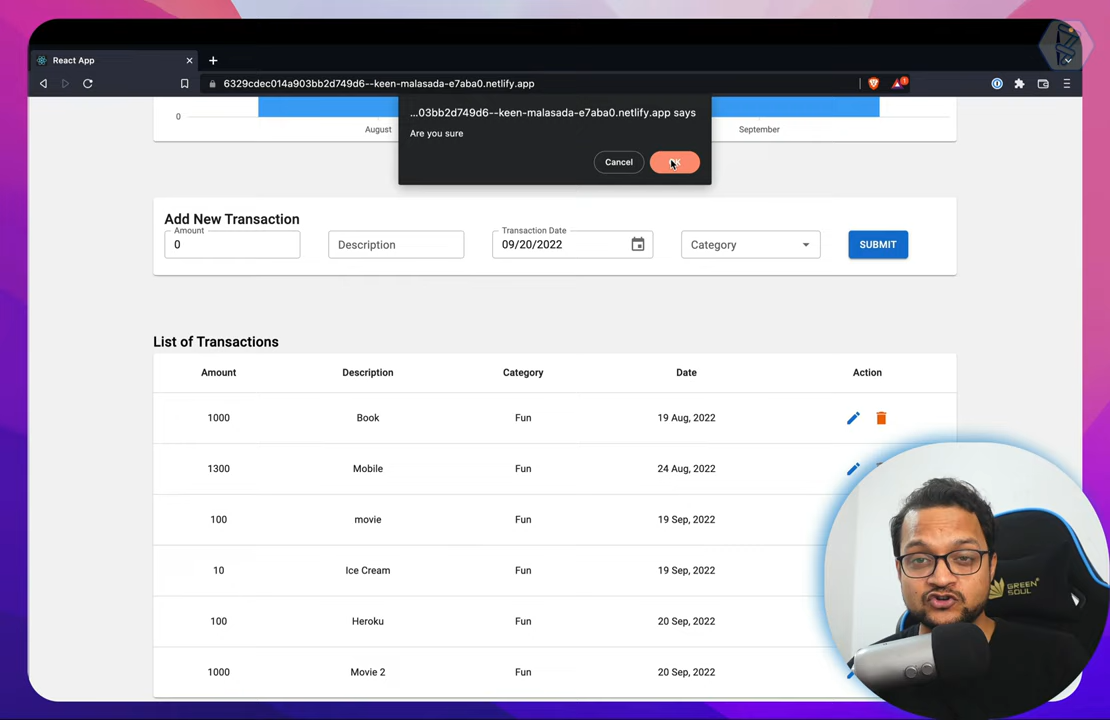 React App
6329cdec014a903bb2d749d6--keen-malasada-e7aba0.netlify.app
1
...03bb2d749d6--keen-malasada-e7aba0.netlify.app says
Are you sure
Cancel
0
August
September
Add New Transaction
Amount
0
Description
Transaction Date
09/20/2022
Category
SUBMIT
List of Transactions
Amount Description Category Date Action
1000 Book Fun 19 Aug, 2022
1300 Mobile Fun 24 Aug, 2022
100 movie Fun 19 Sep, 2022
10 Ice Cream Fun 19 Sep, 2022
100 Heroku Fun 20 Sep, 2022
1000 Movie 2 Fun 20 Sep, 2022
GREEN
SOUL